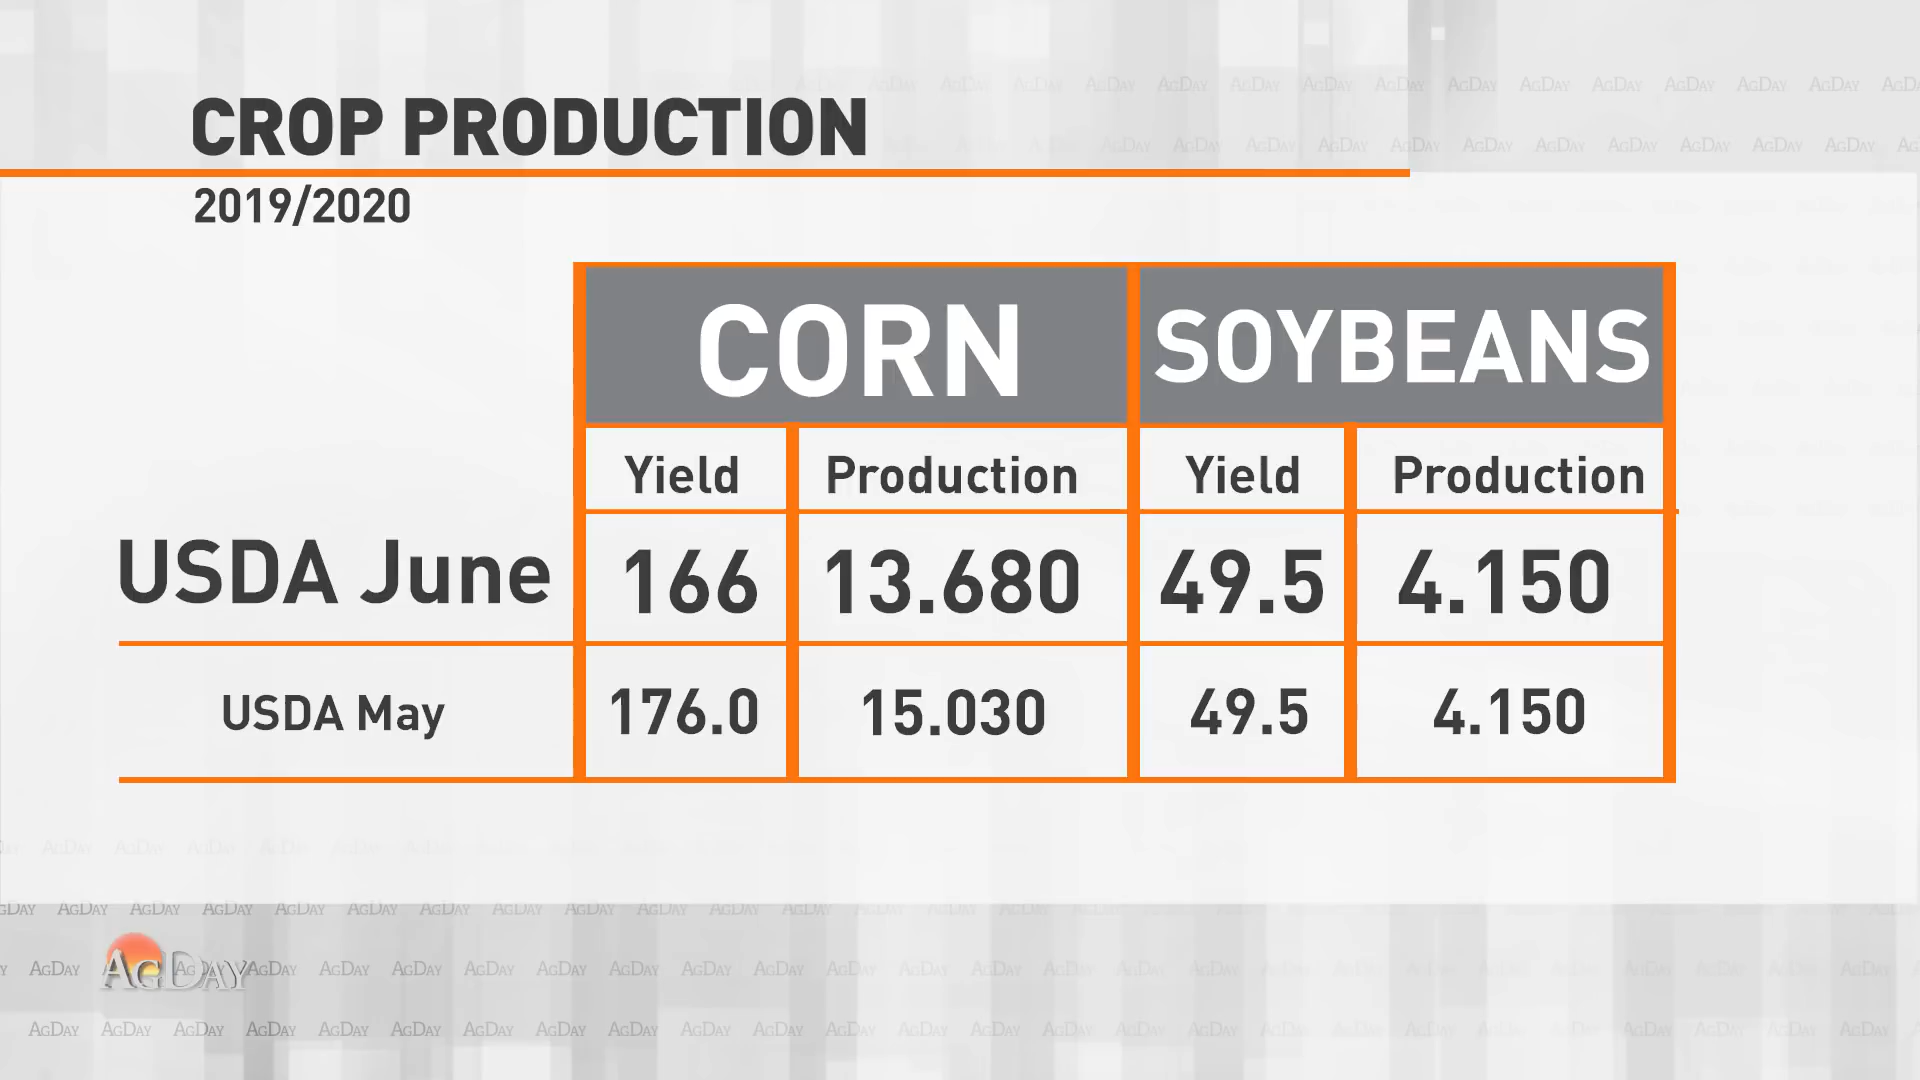 CROP PRODUCTION
2019/2020
CORN SOYBEANS
Yield Production Yield Production
USDA June 166 13.680 49.5 4.150
USDA May 176.0 15.030 49.5 4.150
AGDAY